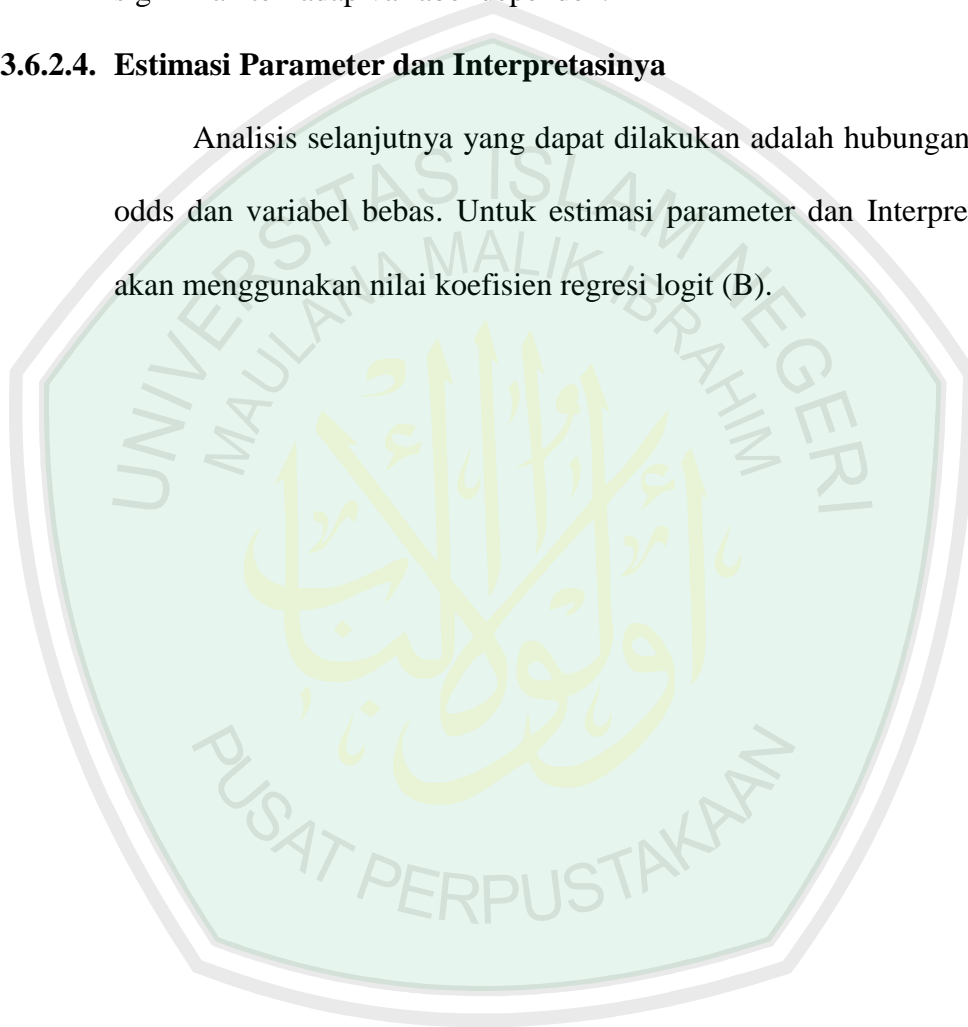 3.6.2.4. Estimasi Parameter dan Interpretasinya
Analisis selanjutnya yang dapat dilakukan adalah hubungan
odds dan variabel bebas. Untuk estimasi parameter dan
akan menggunakan nilai koefisien regresi logit (B).
UNIVERSITAS ISLAM NEGERI
MAULANA MALIK IBRAHIM
PUSAT PERPUSTAKAAN